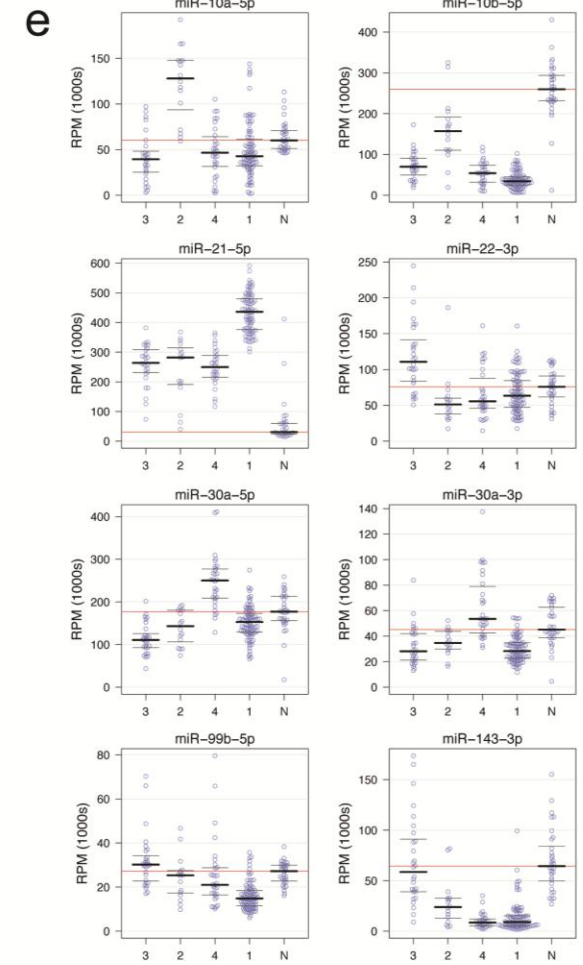 e
miR-10a-5p
RPM (1000s)
150
100
50
0
3 2 4 1 N
miR-10b-5p
RPM (1000s)
400
300
200
100
0
3 2 4 1 N
miR-21-5p
RPM (1000s)
600
500
400
300
200
100
0
3 2 4 1 N
miR-22-3p
RPM (1000s)
250
200
150
100
50
0
3 2 4 1 N
miR-30a-5p
RPM (1000s)
400
300
200
100
0
3 2 4 1 N
miR-30a-3p
RPM (1000s)
140
120
100
80
60
40
20
0
3 2 4 1 N
miR-99b-5p
RPM (1000s)
80
60
40
20
0
3 2 4 1 N
miR-143-3p
RPM (1000s)
150
100
50
0
3 2 4 1 N